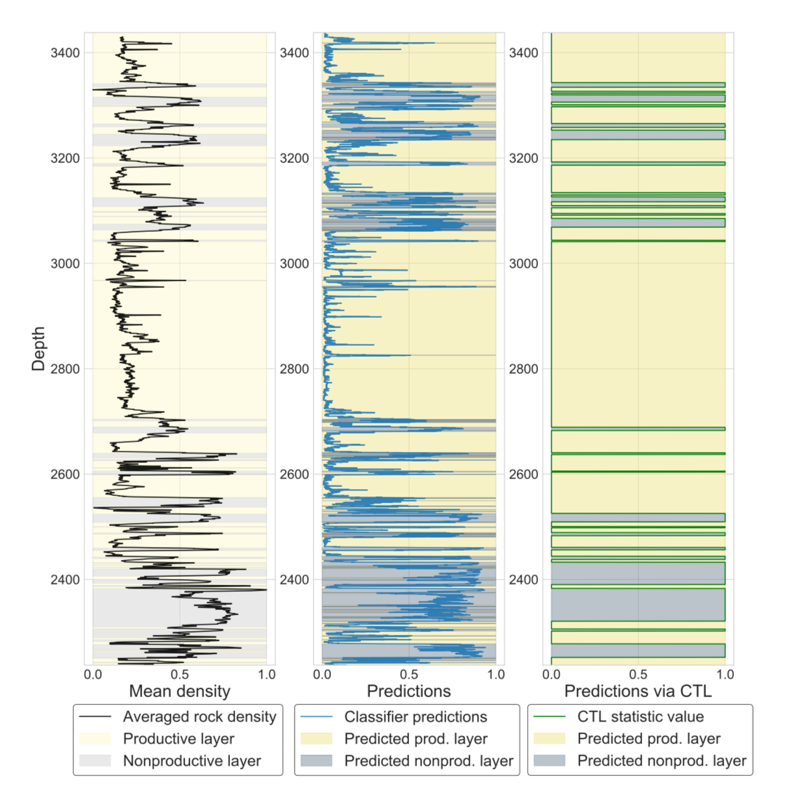 3400 3400 3400
3200 3200 3200
3000 3000 3000
Depth
2800 2800 2800
2600 2600 2600
2400 2400 2400
0.0 0.5 1.0 0.0 0.5 1.0 0.0 0.5 1.0
Mean density Predictions Predictions via CTL
Averaged rock density Classifier predictions CTL statistic value
Productive layer Predicted prod. layer Predicted prod. layer
Nonproductive layer Predicted nonprod. layer Predicted nonprod. layer